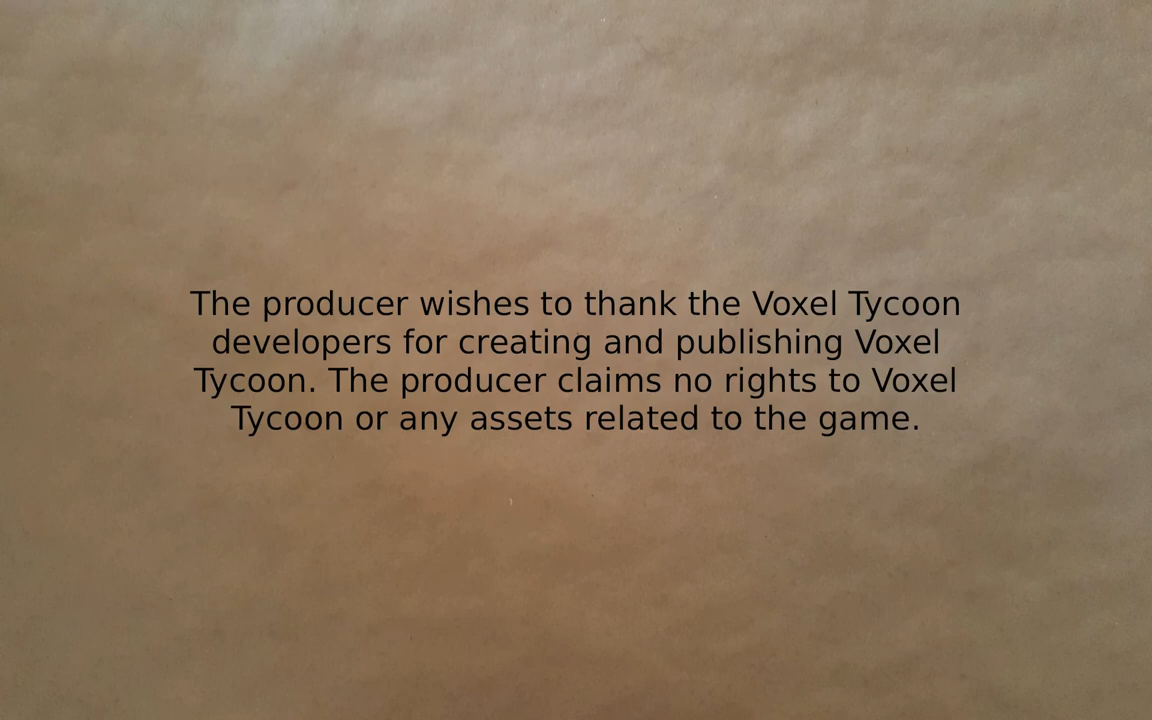 The producer wishes to thank the Voxel Tycoon
developers for creating and publishing Voxel
Tycoon. The producer claims no rights to Voxel
Tycoon or any assets related to the game.